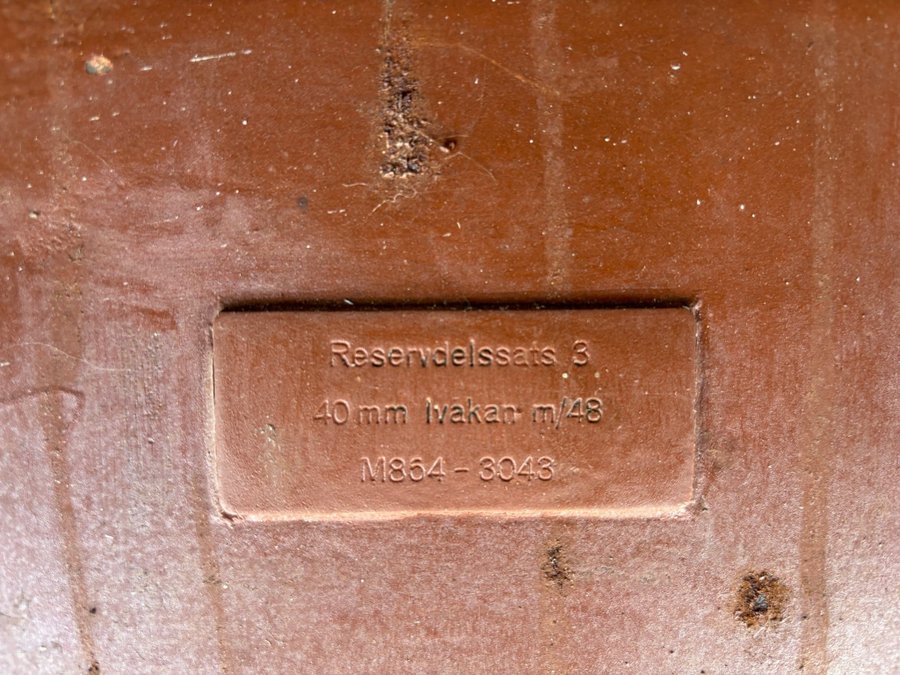 Reservdelssats 3
40 mm lvakan m/48
M864-3043